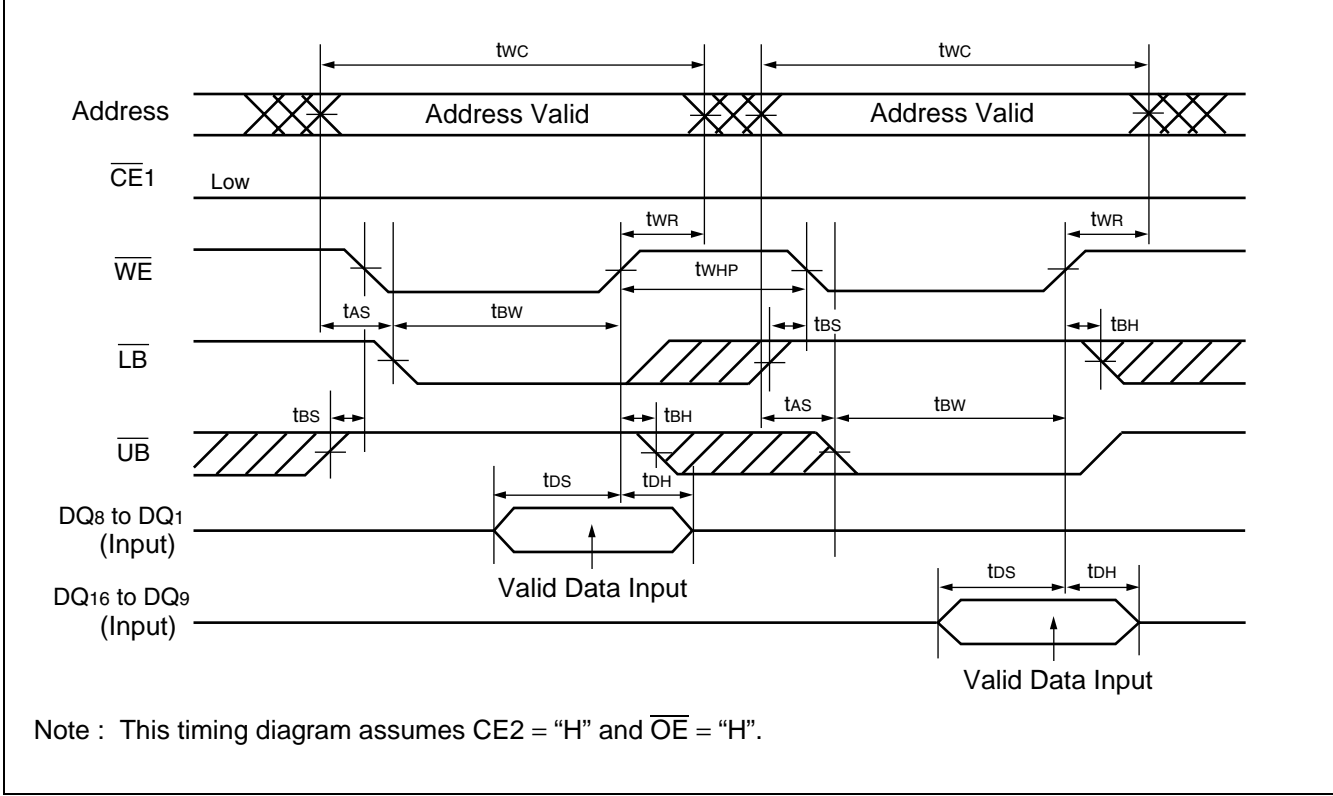 tWC tWC
Address Address Valid Address Valid
CE1 Low
tWR tWR
WE tWHP
tAS tBW tBS tBH
LB
tBS tBH tAS tBW
UB
tDS tDH
DQ8 to DQ1
(Input)
Valid Data Input
tDS tDH
DQ16 to DQ9
(Input)
Valid Data Input
Note : This timing diagram assumes CE2 = “H” and OE = “H”.